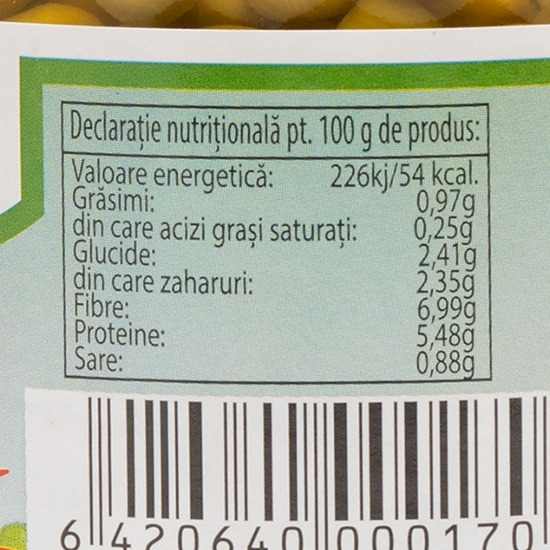 Declarație nutrițională pt. 100 g de produs:
Valoare energetică: 226kj/54 kcal.
Grăsimi: 0,97g
din care acizi grași saturați: 0,25g
Glucide: 2,41g
din care zaharuri: 2,35g
Fibre: 6,99g
Proteine: 5,48g
Sare: 0,88g
6 420640 000170